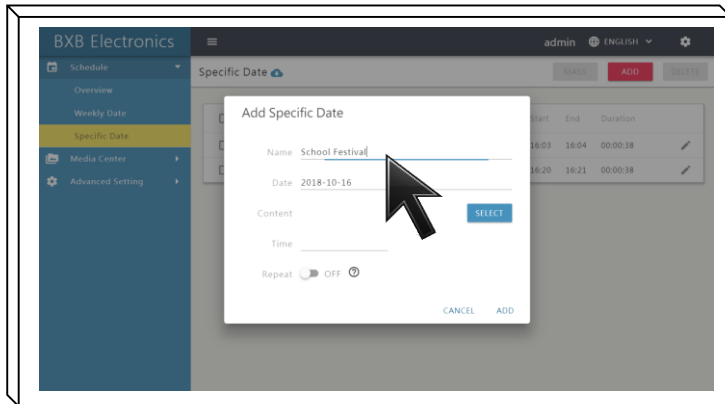 BXB Electronics
admin ENGLISH
Schedule
Overview
Weekly Date
Specific Date
Media Center
Advanced Setting
Specific Date
MASS ADD DELETE
Start End Duration
16:03 16:04 00:00:38
16:20 16:21 00:00:38
Add Specific Date
Name School Festival
Date 2018-10-16
Content SELECT
Time
Repeat OFF
CANCEL ADD